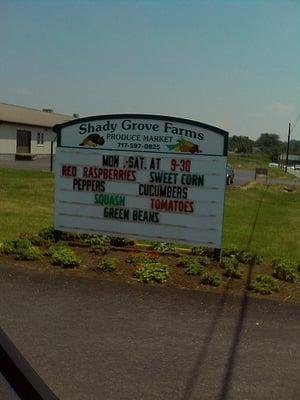 Shady Grove Farms
PRODUCE MARKET
717-597-0825
MON.-SAT. AT 9-30
RED RASPBERRIES SWEET CORN
PEPPERS CUCUMBERS
SQUASH TOMATOES
GREEN BEANS